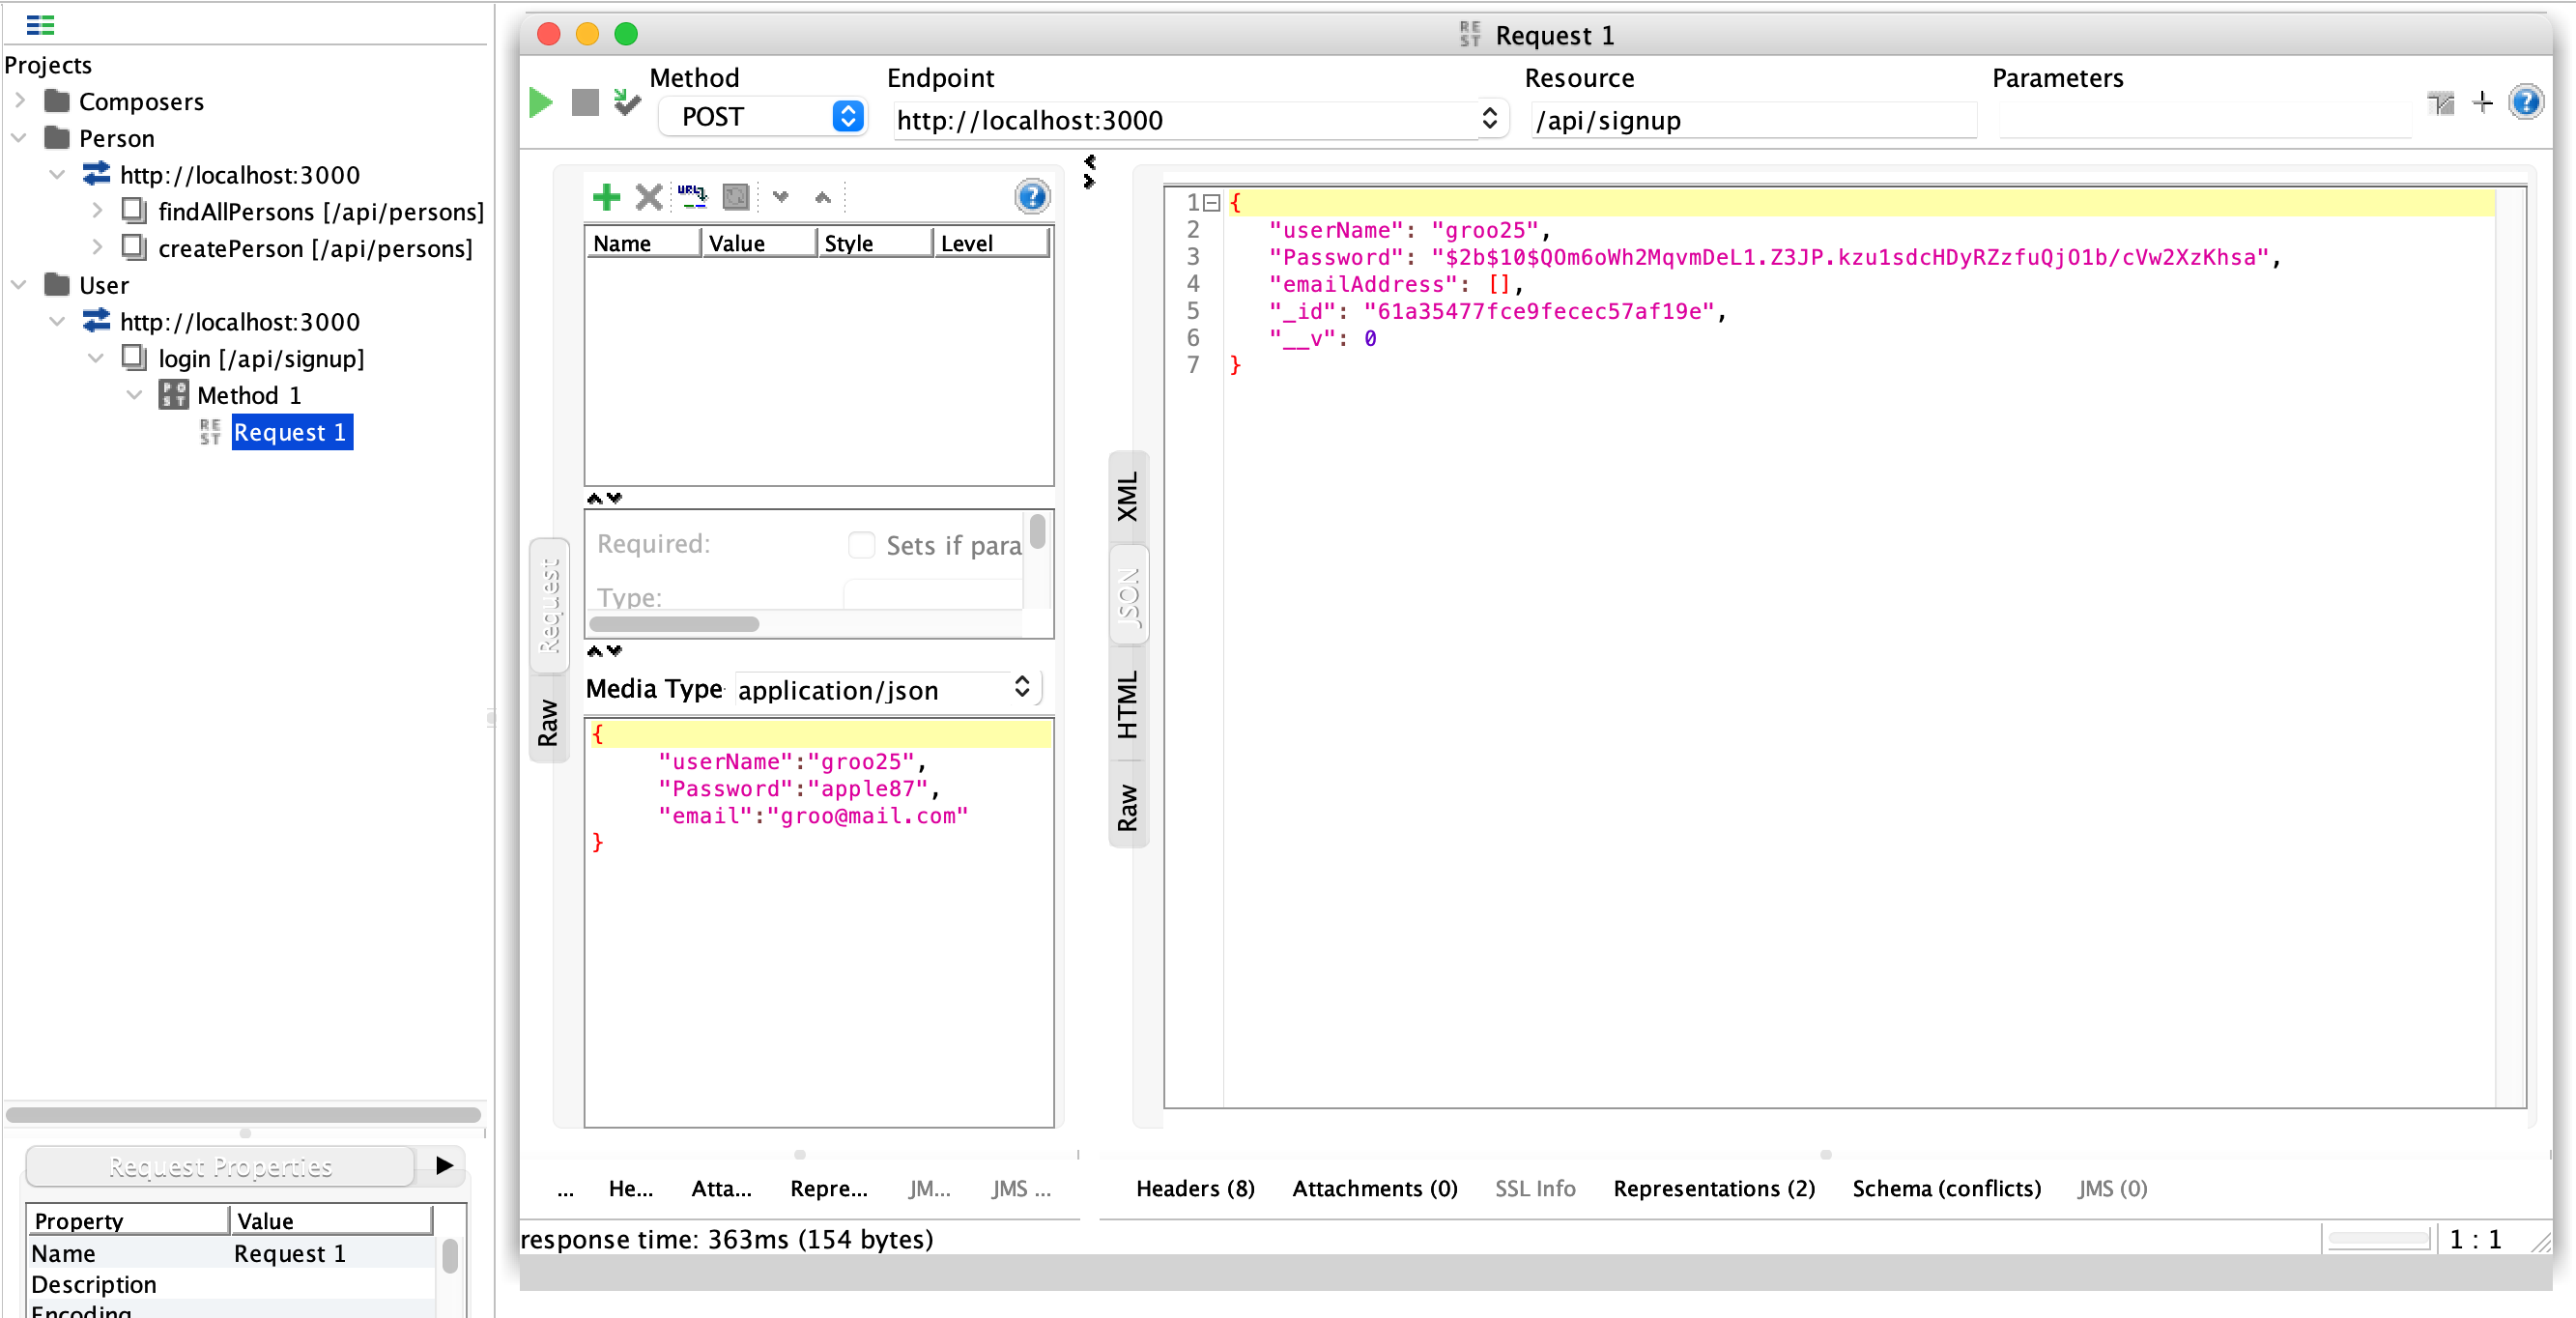 Projects
Composers
Person
http://localhost:3000
findAllPersons [/api/persons]
createPerson [/api/persons]
User
http://localhost:3000
login [/api/signup]
POST Method 1
REST Request 1
Request Properties
Property Value
Name Request 1
Description
Encoding
REST Request 1
Method Endpoint Resource Parameters
POST http://localhost:3000 /api/signup
Request
Raw
Name Value Style Level
Required: Sets if para
Type:
Media Type application/json
{
"userName":"groo25",
"Password":"apple87",
"email":"groo@mail.com"
}
... He... Atta... Repre... JM... JMS ...
XML
JSON
HTML
Raw
1 {
2 "userName": "groo25",
3 "Password": "$2b$10$QOm6oWh2MqvmDeL1.Z3JP.kzu1sdcHDyRZzfuQjO1b/cVw2XzKhsa",
4 "emailAddress": [],
5 "_id": "61a35477fce9fecec57af19e",
6 "__v": 0
7 }
Headers (8) Attachments (0) SSL Info Representations (2) Schema (conflicts) JMS (0)
response time: 363ms (154 bytes)
1 : 1